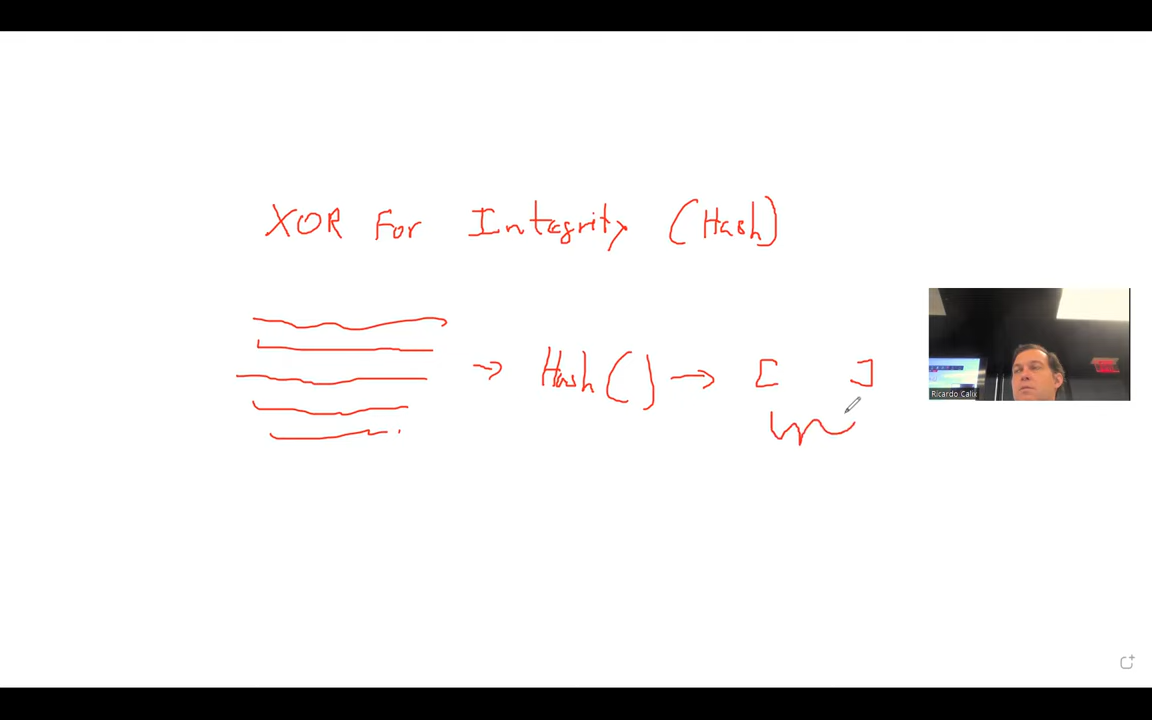 XOR For Integrity (Hash)
→ Hash() → [ ]
Ricardo Calix